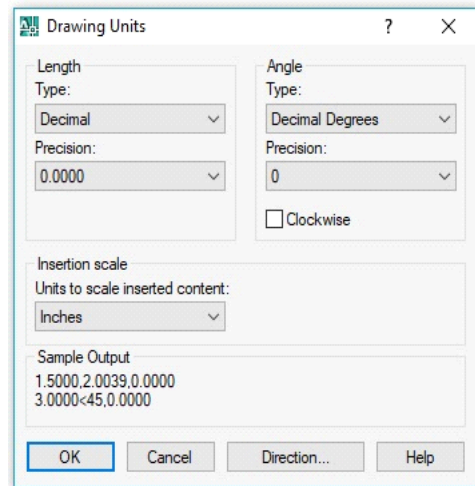 Drawing Units
Length
Type:
Decimal
Precision:
0.0000
Angle
Type:
Decimal Degrees
Precision:
0
Clockwise
Insertion scale
Units to scale inserted content:
Inches
Sample Output
1.5000,2.0039,0.0000
3.0000<45,0.0000
OK Cancel Direction... Help